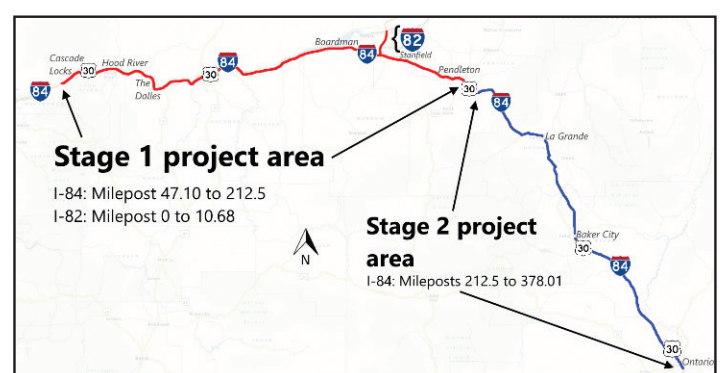 { 82
Boardman
84
Stanfield
Cascade
Locks
30
Hood River
30
84
Pendleton
84
The
Dalles
30
84
La Grande
Stage 1 project area
I-84: Milepost 47.10 to 212.5
I-82: Milepost 0 to 10.68
Stage 2 project
area
I-84: Mileposts 212.5 to 378.01
N
Baker City
30
84
30
Ontario